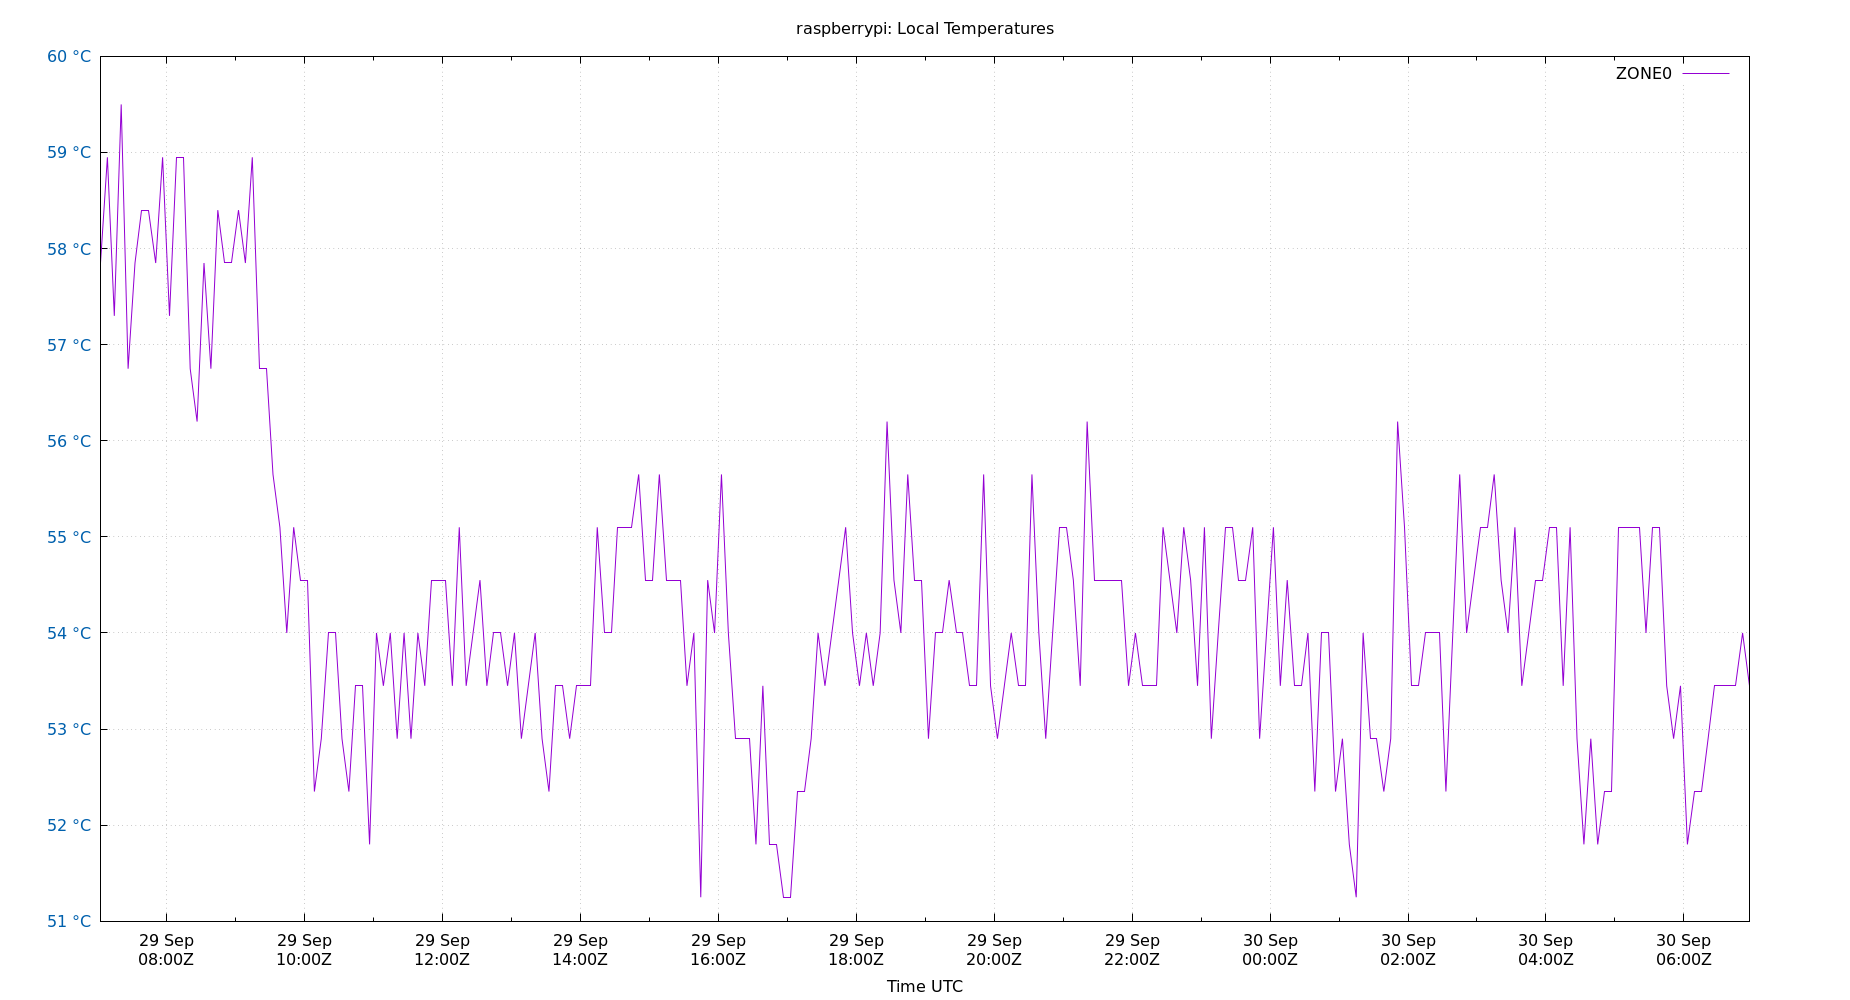 raspberrypi: Local Temperatures
60 °C
ZONE0
59 °C
58 °C
57 °C
56 °C
55 °C
54 °C
53 °C
52 °C
51 °C
29 Sep 29 Sep 29 Sep 29 Sep 29 Sep 29 Sep 29 Sep 29 Sep 30 Sep 30 Sep 30 Sep 30 Sep
08:00Z 10:00Z 12:00Z 14:00Z 16:00Z 18:00Z 20:00Z 22:00Z 00:00Z 02:00Z 04:00Z 06:00Z
Time UTC